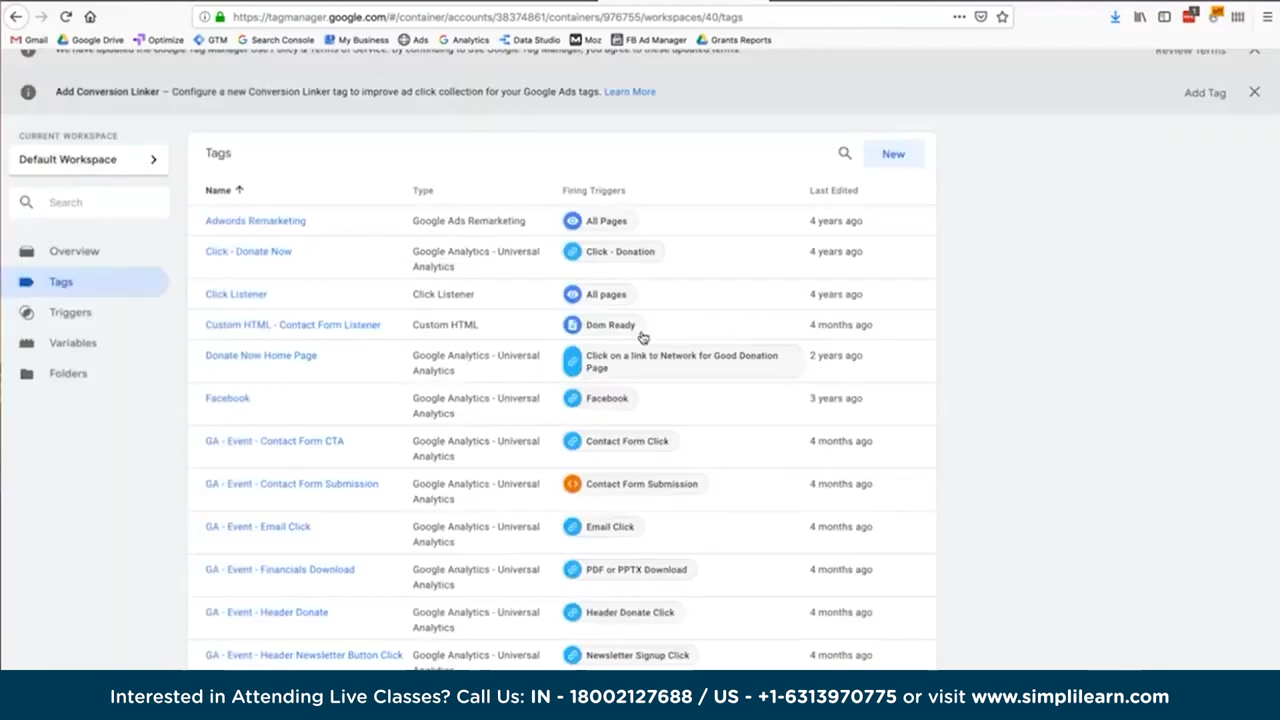 https://tagmanager.google.com/#/container/accounts/38374861/containers/976755/workspaces/40/tags
Gmail Google Drive Optimize GTM Search Console My Business Ads Analytics Data Studio Moz FB Ad Manager Grants Reports
Review Terms
Add Conversion Linker – Configure a new Conversion Linker tag to improve ad click collection for your Google Ads tags. Learn More
Add Tag
CURRENT WORKSPACE
Default Workspace
Search
Overview
Tags
Triggers
Variables
Folders
Tags
New
Name Type Firing Triggers Last Edited
Adwords Remarketing Google Ads Remarketing All Pages 4 years ago
Click - Donate Now Google Analytics - Universal Click - Donation 4 years ago
Analytics
Click Listener Click Listener All pages 4 years ago
Custom HTML - Contact Form Listener Custom HTML Dom Ready 4 months ago
Donate Now Home Page Google Analytics - Universal Click on a link to Network for Good Donation 2 years ago
Analytics Page
Facebook Google Analytics - Universal Facebook 3 years ago
Analytics
GA - Event - Contact Form CTA Google Analytics - Universal Contact Form Click 4 months ago
Analytics
GA - Event - Contact Form Submission Google Analytics - Universal Contact Form Submission 4 months ago
Analytics
GA - Event - Email Click Google Analytics - Universal Email Click 4 months ago
Analytics
GA - Event - Financials Download Google Analytics - Universal PDF or PPTX Download 4 months ago
Analytics
GA - Event - Header Donate Google Analytics - Universal Header Donate Click 4 months ago
Analytics
GA - Event - Header Newsletter Button Click Google Analytics - Universal Newsletter Signup Click 4 months ago
Interested in Attending Live Classes? Call Us: IN - 18002127688 / US - +1-6313970775 or visit www.simplilearn.com